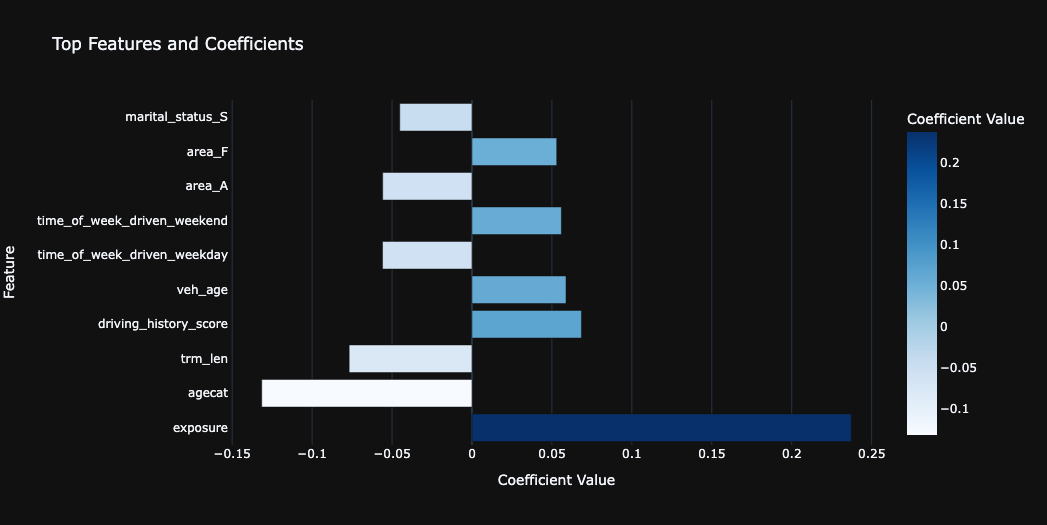 Top Features and Coefficients
Coefficient Value
marital_status_S
area_F
area_A
time_of_week_driven_weekend
time_of_week_driven_weekday
veh_age
driving_history_score
trm_len
agecat
exposure
Feature
0.2
0.15
0.1
0.05
0
−0.05
−0.1
−0.15
−0.1
−0.05
0
0.05
0.1
0.15
0.2
0.25
Coefficient Value